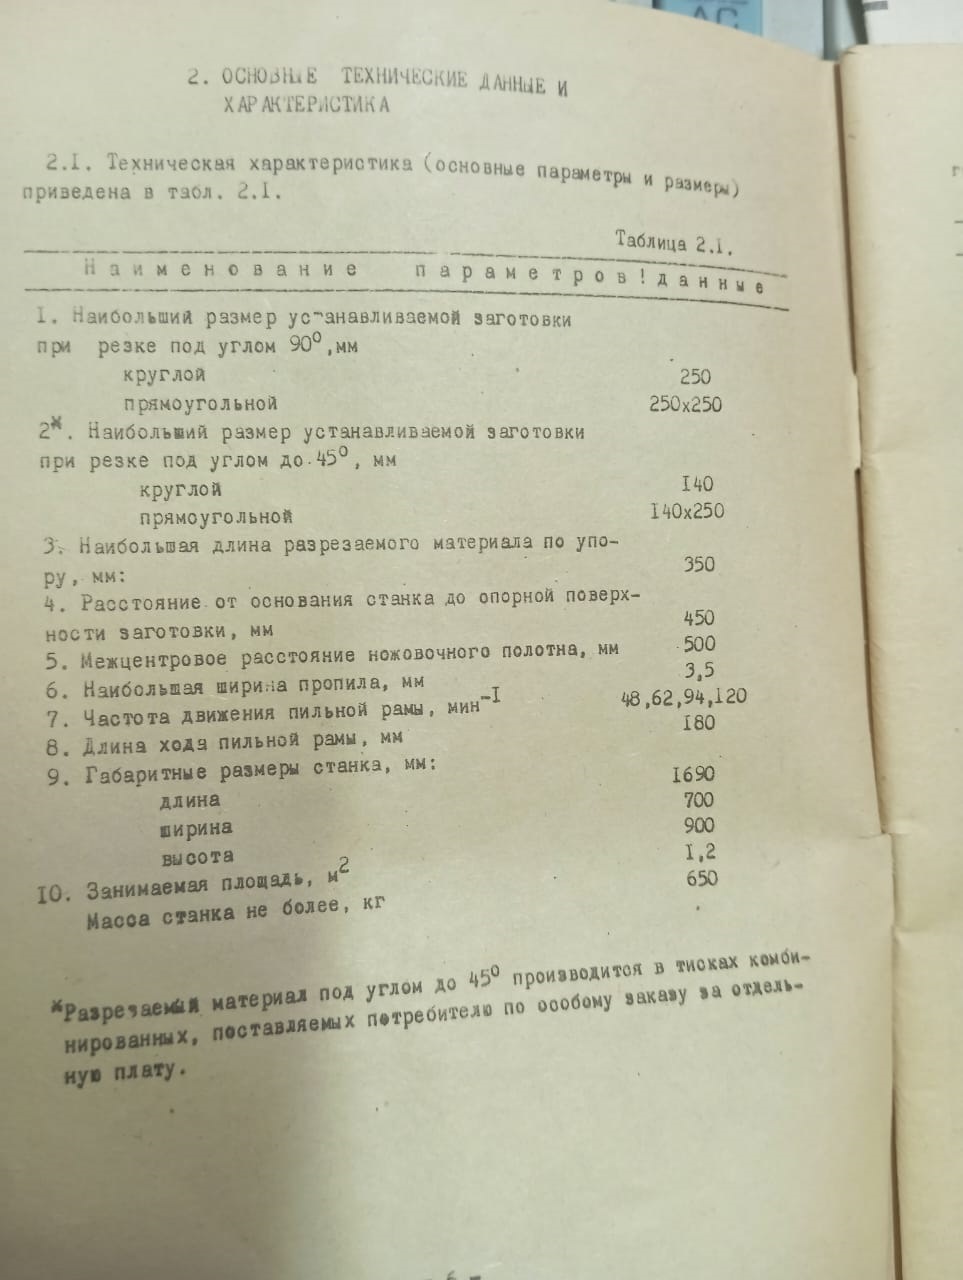 АС
2. ОСНОВНЫЕ ТЕХНИЧЕСКИЕ ДАННЫЕ И
ХАРАКТЕРИСТИКА
2.I. Техническая характеристика (основные параметры и размеры)
приведена в табл. 2.I.
Таблица 2.I.
Наименование параметров!данные
I. Наибольший размер устанавливаемой заготовки
при резке под углом 90°,мм
круглой 250
прямоугольной 250х250
2*. Наибольший размер устанавливаемой заготовки
при резке под углом до 45°, мм
круглой I40
прямоугольной I40х250
3. Наибольшая длина разрезаемого материала по упо-
ру, мм: 350
4. Расстояние от основания станка до опорной поверх-
ности заготовки, мм 450
5. Межцентровое расстояние ножовочного полотна, мм 500
6. Наибольшая ширина пропила, мм 3,5
7. Частота движения пильной рамы, мин⁻I 48,62,94,I20
8. Длина хода пильной рамы, мм I80
9. Габаритные размеры станка, мм:
длина I690
ширина 700
высота 900
I0. Занимаемая площадь, м² I,2
Масса станка не более, кг 650
*Разрезаемый материал под углом до 45° производится в тисках комби-
нированных, поставляемых потребителю по особому заказу за отдель-
ную плату.